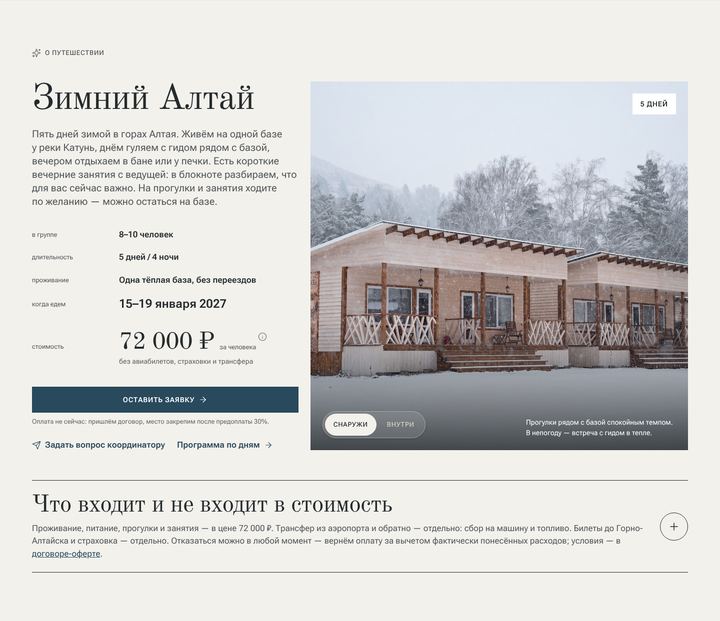 О ПУТЕШЕСТВИИ
Зимний Алтай
Пять дней зимой в горах Алтая. Живём на одной базе
у реки Катунь, днём гуляем с гидом рядом с базой,
вечером отдыхаем в бане или у печки. Есть короткие
вечерние занятия с ведущей: в блокноте разбираем, что
для вас сейчас важно. На прогулки и занятия ходите
по желанию — можно остаться на базе.
в группе 8–10 человек
длительность 5 дней / 4 ночи
проживание Одна тёплая база, без переездов
когда едем 15–19 января 2027
стоимость 72 000 ₽ за человека
без авиабилетов, страховки и трансфера
ОСТАВИТЬ ЗАЯВКУ →
Оплата не сейчас: пришлём договор, место закрепим после предоплаты 30%.
Задать вопрос координатору Программа по дням →
5 ДНЕЙ
СНАРУЖИ ВНУТРИ
Прогулки рядом с базой спокойным темпом.
В непогоду — встреча с гидом в тепле.
Что входит и не входит в стоимость
Проживание, питание, прогулки и занятия — в цене 72 000 ₽. Трансфер из аэропорта и обратно — отдельно: сбор на машину и топливо. Билеты до Горно-
Алтайска и страховка — отдельно. Отказаться можно в любой момент — вернём оплату за вычетом фактически понесённых расходов; условия — в
договоре-оферте.